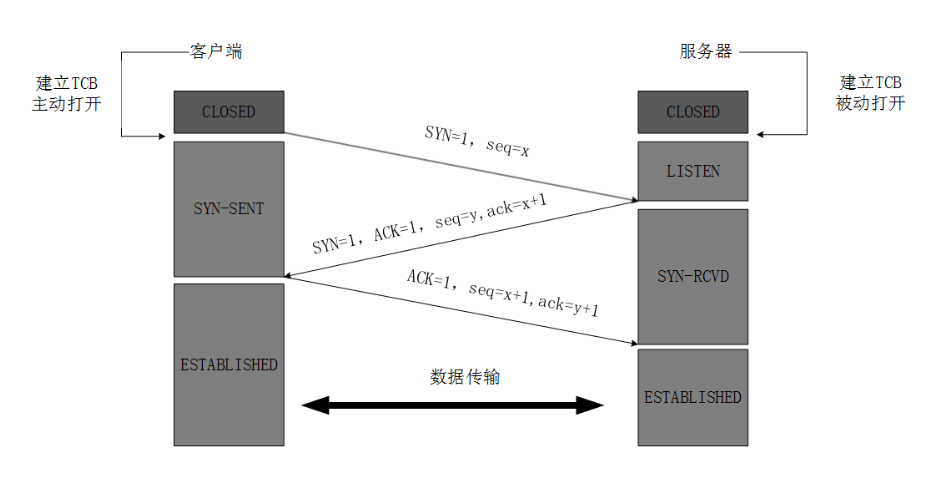 客户端
服务器
建立TCB
主动打开
建立TCB
被动打开
CLOSED
CLOSED
SYN=1, seq=x
LISTEN
SYN-SENT
SYN=1, ACK=1, seq=y,ack=x+1
SYN-RCVD
ACK=1, seq=x+1,ack=y+1
ESTABLISHED
数据传输
ESTABLISHED